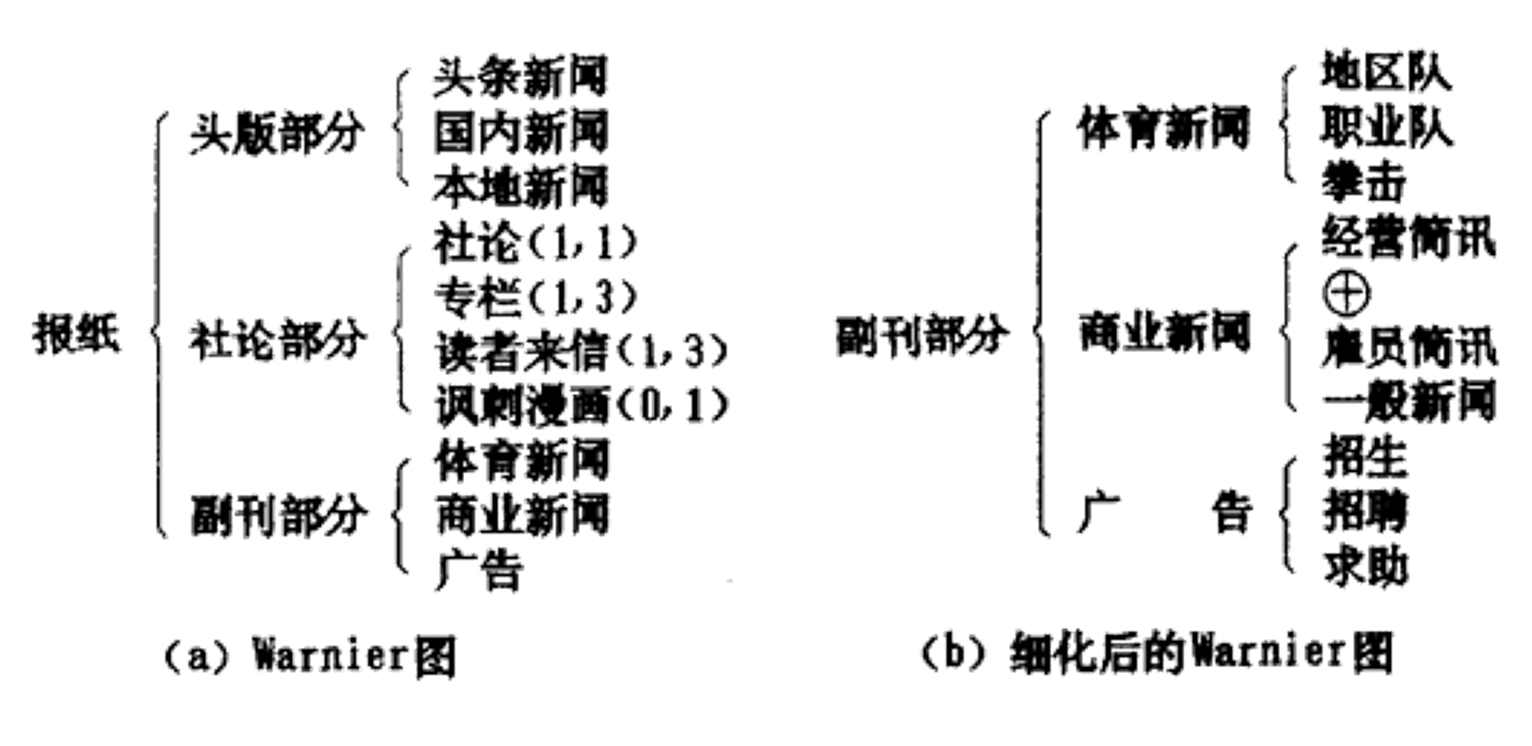 报纸
头版部分
头条新闻
国内新闻
本地新闻
社论部分
社论(1,1)
专栏(1,3)
读者来信(1,3)
讽刺漫画(0,1)
副刊部分
体育新闻
商业新闻
广告
(a) Warnier图
副刊部分
体育新闻
地区队
职业队
拳击
商业新闻
经营简讯
⊕
雇员简讯
一般新闻
广 告
招生
招聘
求助
(b) 细化后的Warnier图